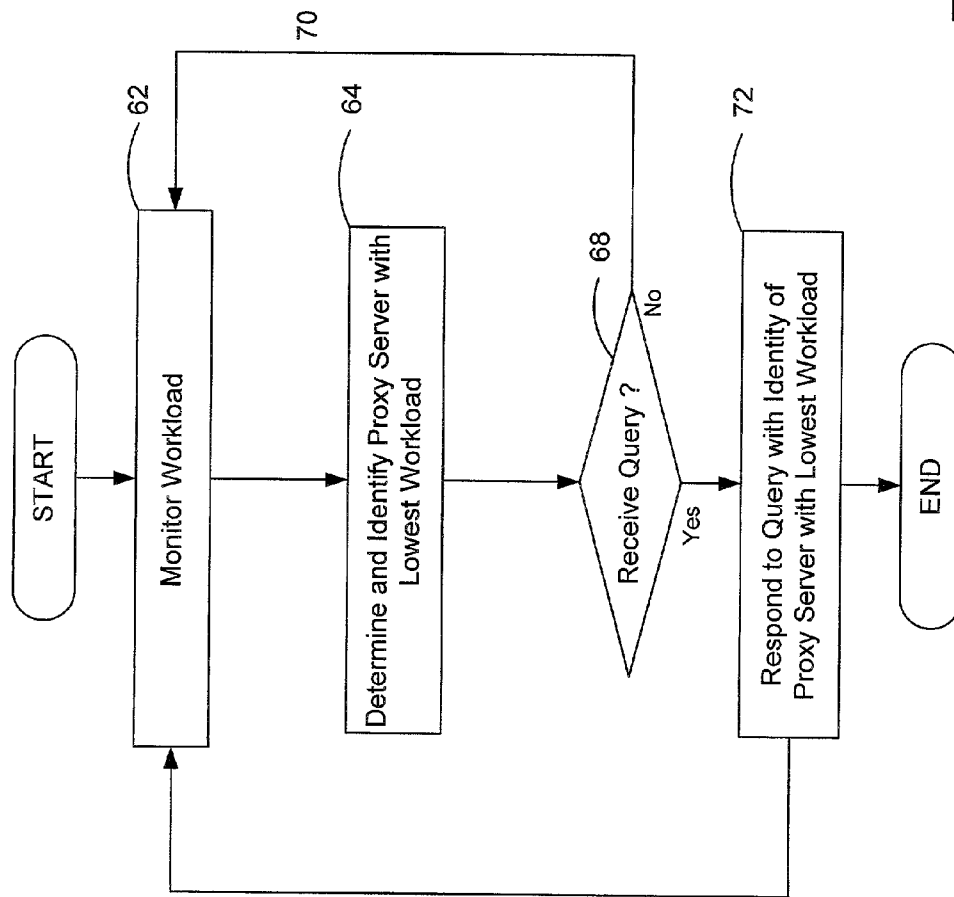 START
62
Monitor Workload
70
64
Determine and Identify Proxy Server with
Lowest Workload
68
Receive Query ?
No
Yes
72
Respond to Query with Identity of
Proxy Server with Lowest Workload
END